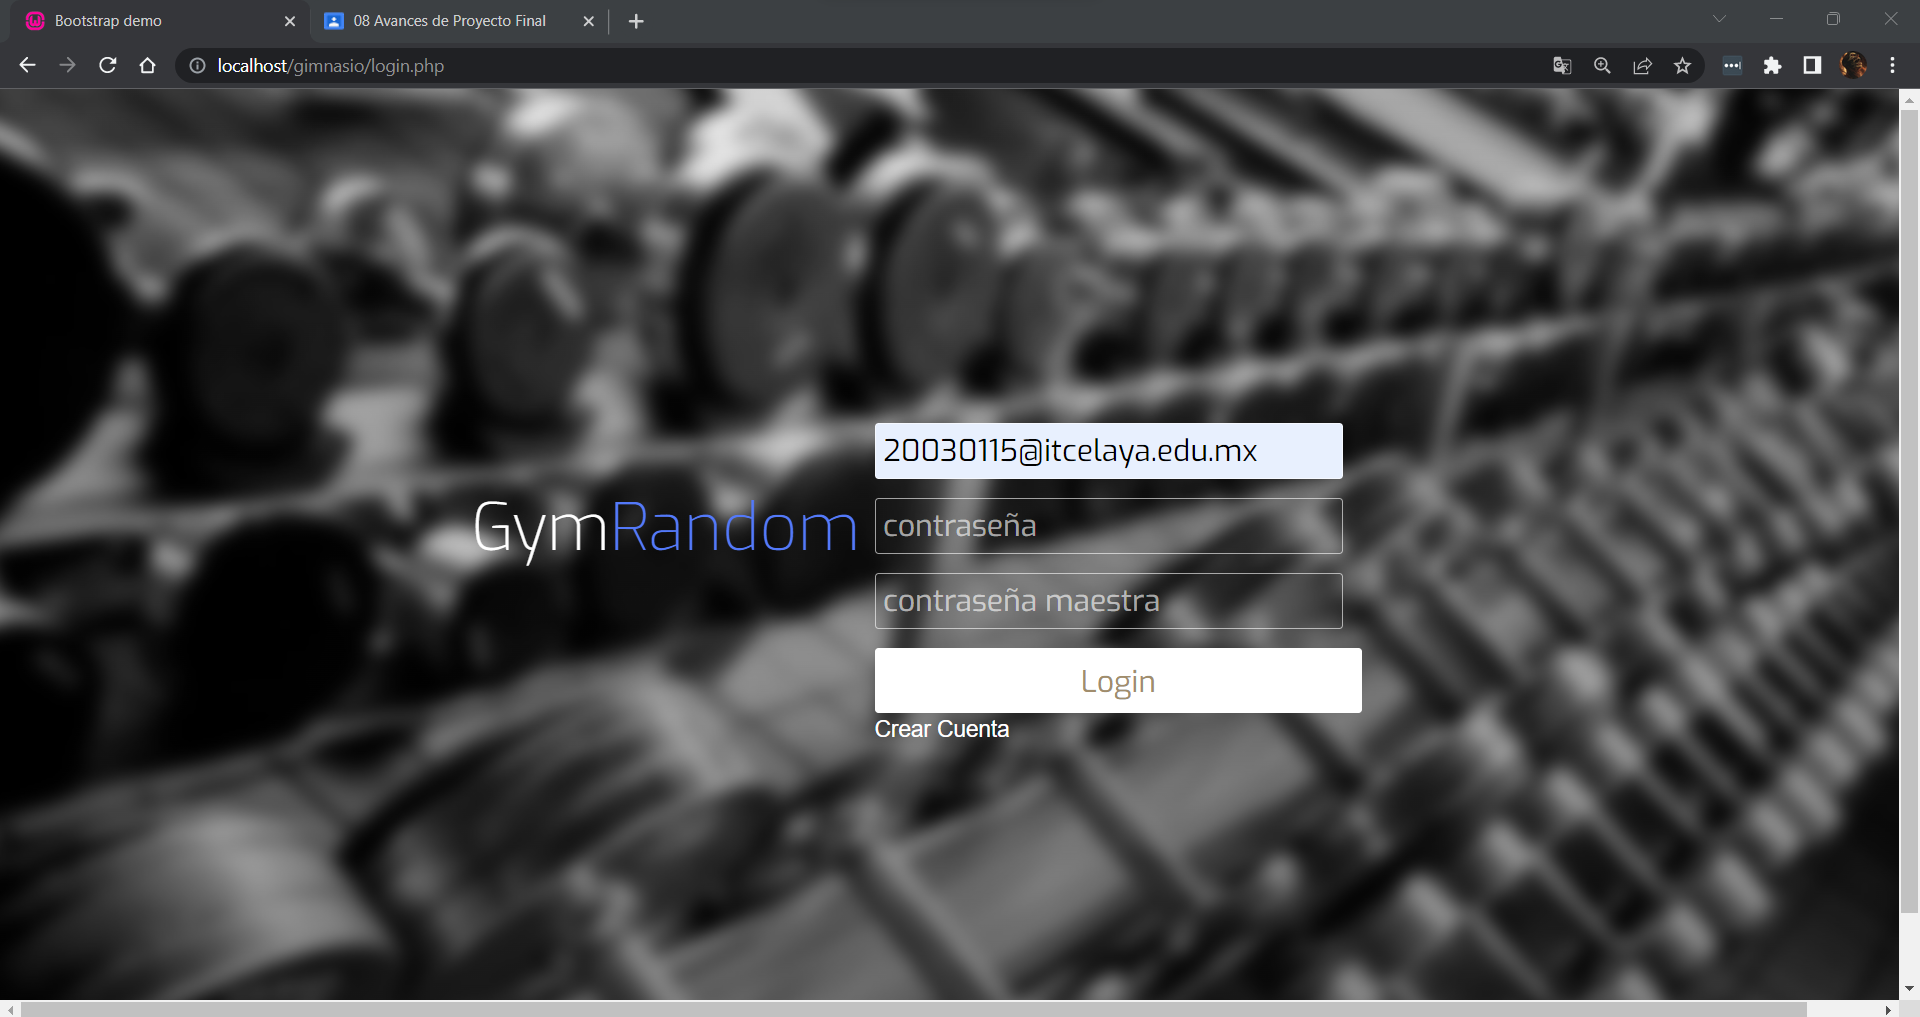 Bootstrap demo
08 Avances de Proyecto Final
localhost/gimnasio/login.php
20030115@itcelaya.edu.mx
GymRandom
contraseña
contraseña maestra
Login
Crear Cuenta